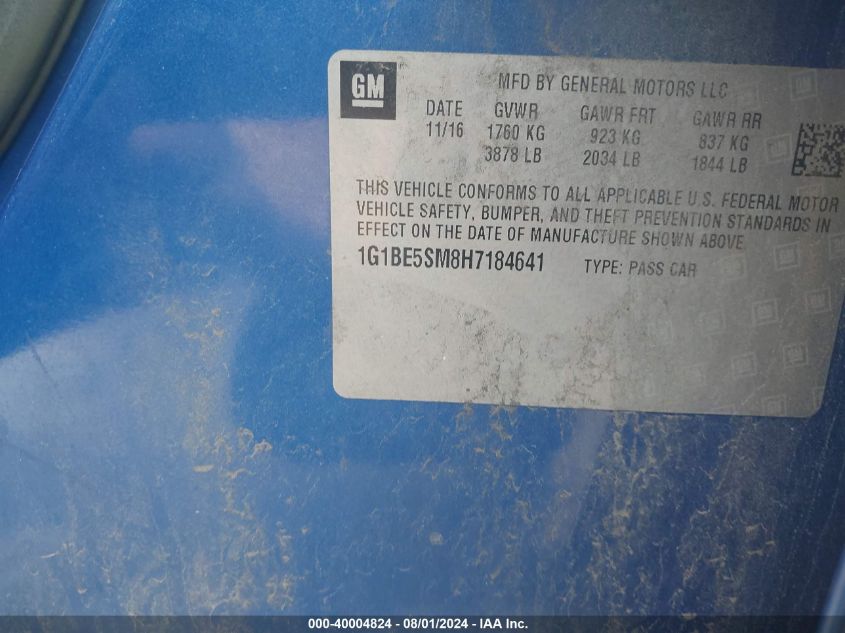 GM
MFD BY GENERAL MOTORS LLC
DATE GVWR GAWR FRT GAWR RR
11/16 1760 KG 923 KG 837 KG
3878 LB 2034 LB 1844 LB
THIS VEHICLE CONFORMS TO ALL APPLICABLE U.S. FEDERAL MOTOR
VEHICLE SAFETY, BUMPER, AND THEFT PREVENTION STANDARDS IN
EFFECT ON THE DATE OF MANUFACTURE SHOWN ABOVE.
1G1BE5SM8H7184641 TYPE: PASS CAR
000-40004824 - 08/01/2024 - IAA Inc.